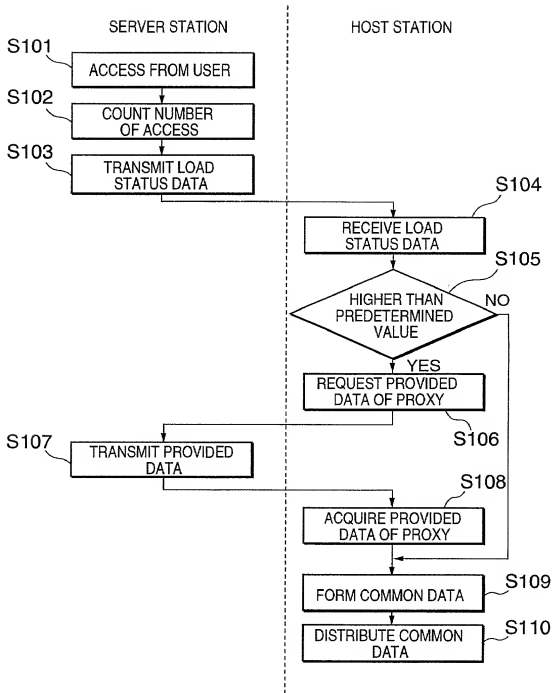 SERVER STATION
HOST STATION
S101
ACCESS FROM USER
S102
COUNT NUMBER
OF ACCESS
S103
TRANSMIT LOAD
STATUS DATA
S104
RECEIVE LOAD
STATUS DATA
S105
HIGHER THAN
PREDETERMINED
VALUE
NO
YES
REQUEST PROVIDED
DATA OF PROXY
S106
S107
TRANSMIT PROVIDED
DATA
S108
ACQUIRE PROVIDED
DATA OF PROXY
FORM COMMON DATA
S109
DISTRIBUTE COMMON
DATA
S110